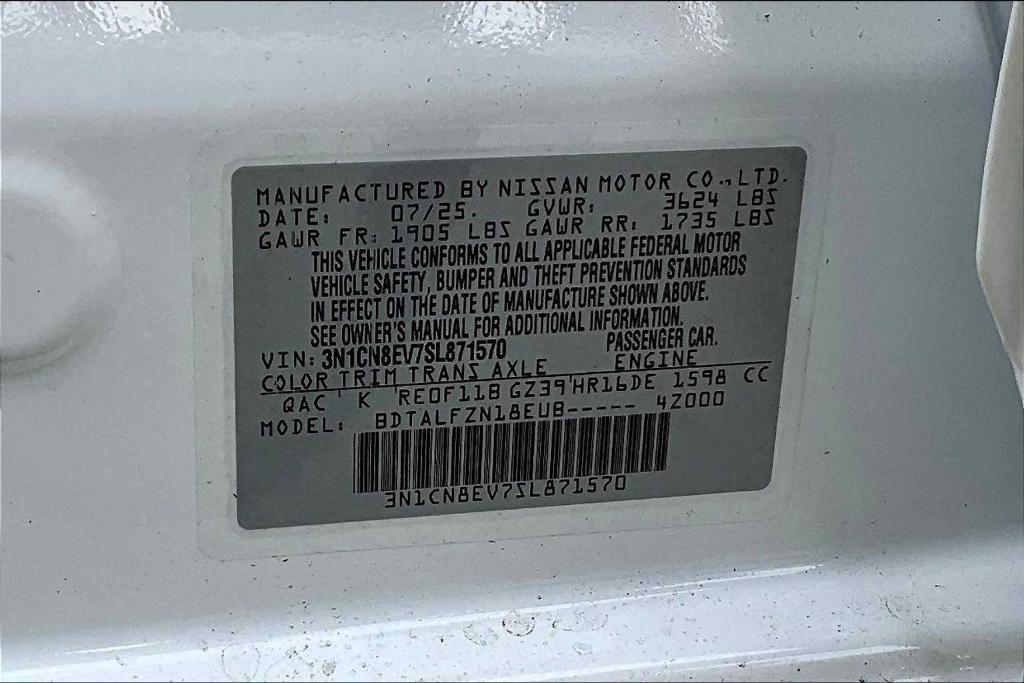 MANUFACTURED BY NISSAN MOTOR CO., LTD.
DATE: 07/25. GVWR: 3624 LBS
GAWR FR: 1905 LBS GAWR RR: 1735 LBS
THIS VEHICLE CONFORMS TO ALL APPLICABLE FEDERAL MOTOR
VEHICLE SAFETY, BUMPER AND THEFT PREVENTION STANDARDS
IN EFFECT ON THE DATE OF MANUFACTURE SHOWN ABOVE.
SEE OWNER'S MANUAL FOR ADDITIONAL INFORMATION.
VIN: 3N1CN8EV7SL871570 PASSENGER CAR.
COLOR TRIM TRANS AXLE ENGINE
QAC K RE0F11B GZ39 HR16DE 1598 CC
MODEL: BDTALFZN18EUB----- 42000
3N1CN8EV7SL871570